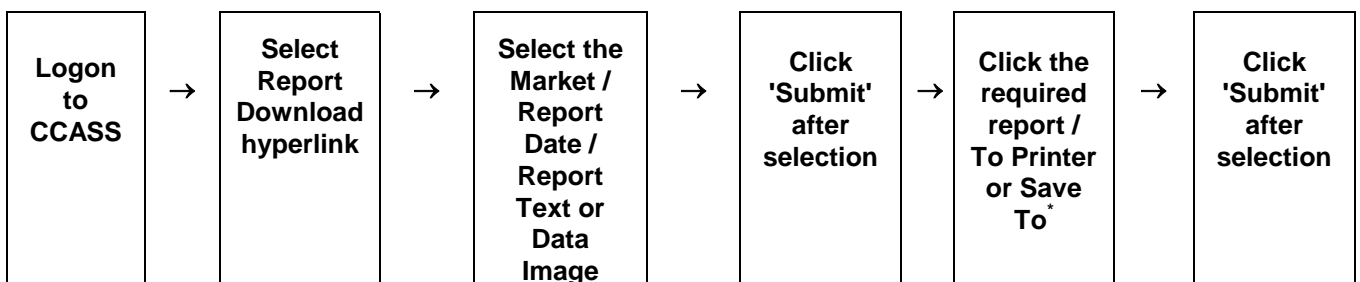 Logon
to
CCASS
→
Select
Report
Download
hyperlink
→
Select the
Market /
Report
Date /
Report
Text or
Data
Image
→
Click
'Submit'
after
selection
→
Click the
required
report /
To Printer
or Save
To*
→
Click
'Submit'
after
selection